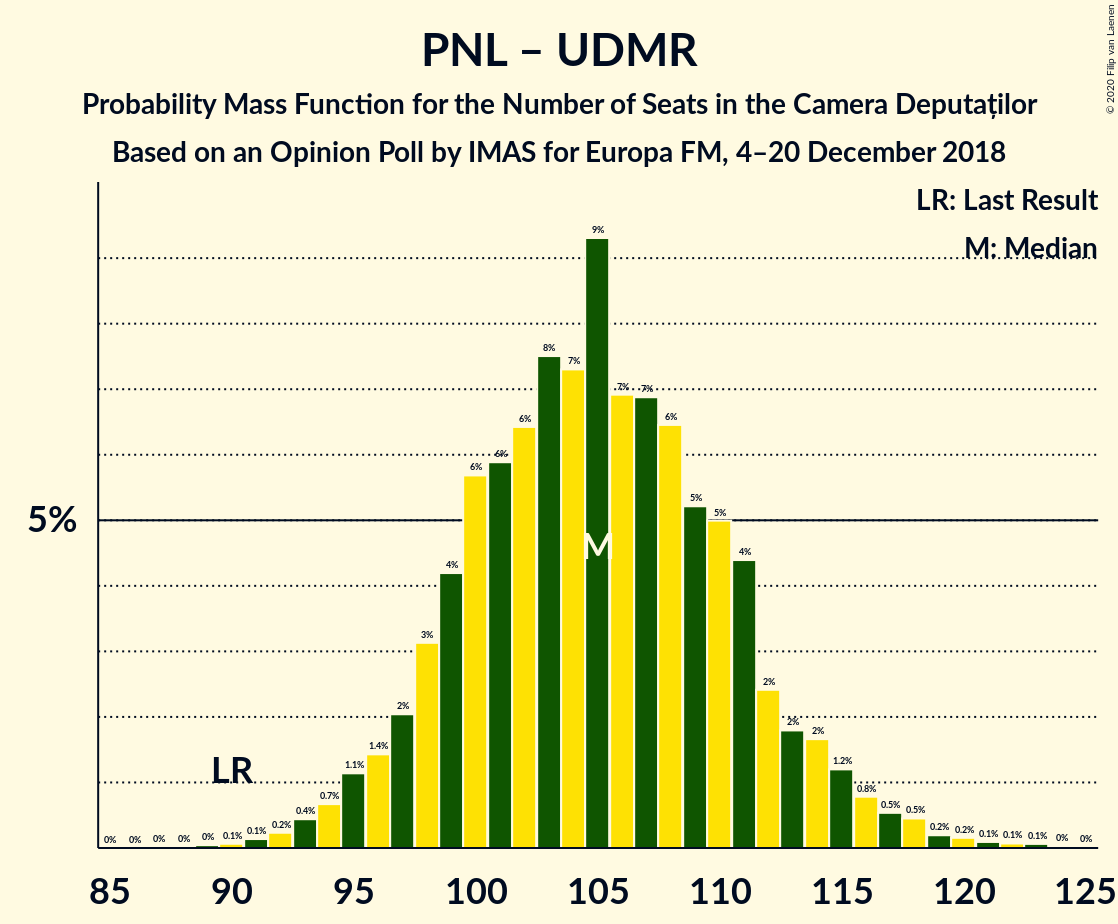 PNL – UDMR
Probability Mass Function for the Number of Seats in the Camera Deputaților
Based on an Opinion Poll by IMAS for Europa FM, 4–20 December 2018
© 2020 Filip van Laenen
LR: Last Result
M: Median
5%
0% 0% 0% 0% 0% 0.1% 0.1% 0.2% 0.4% 0.7% 1.1% 1.4% 2% 3% 4% 6% 6% 6% 8% 7% 9% 7% 7% 6% 5% 5% 4% 2% 2% 2% 1.2% 0.8% 0.5% 0.5% 0.2% 0.2% 0.1% 0.1% 0.1% 0% 0%
M
LR
85 90 95 100 105 110 115 120 125